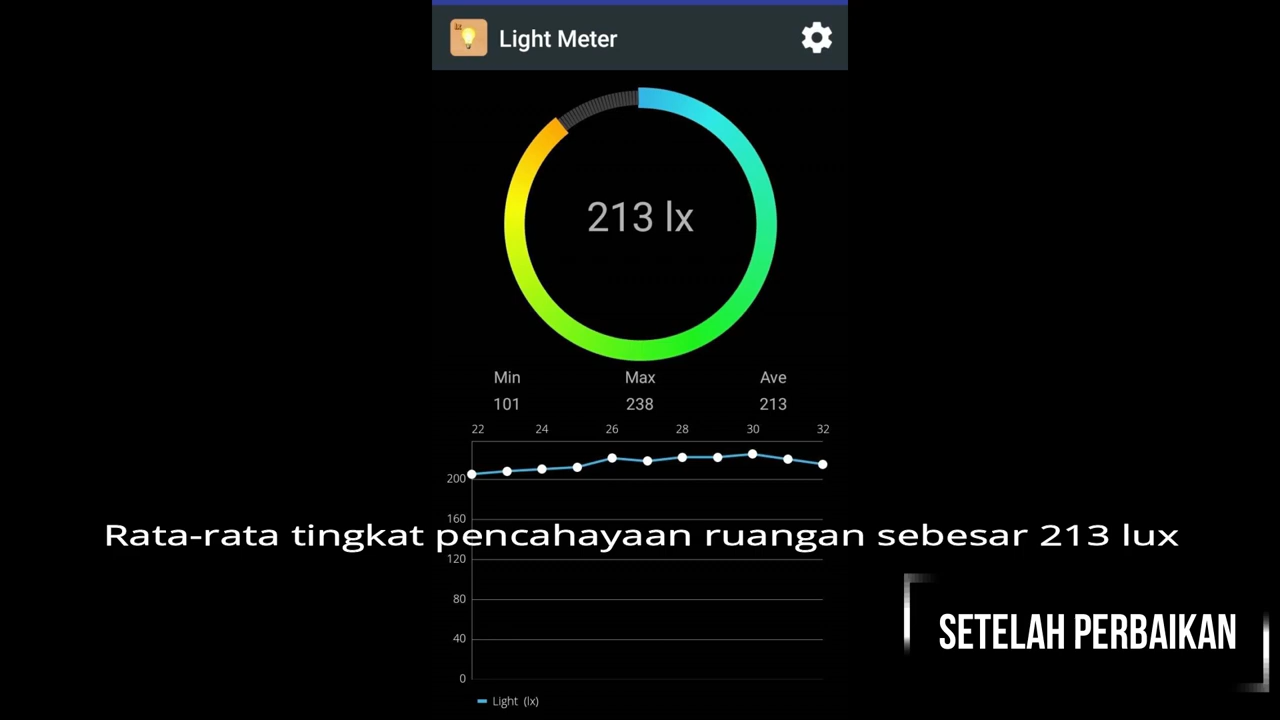 Light Meter
213 lx
Min Max Ave
101 238 213
22 24 26 28 30 32
200
160
Rata-rata tingkat pencahayaan ruangan sebesar 213 lux
120
80
SETELAH PERBAIKAN
40
0
Light (lx)